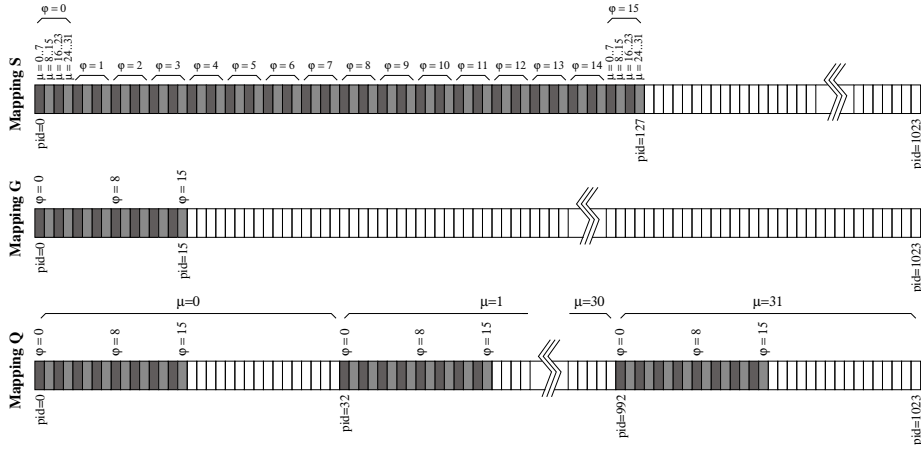 φ = 0
φ = 15
μ = 0..7
μ = 8..15
μ = 16..23
μ = 24..31
φ = 1
φ = 2
φ = 3
φ = 4
φ = 5
φ = 6
φ = 7
φ = 8
φ = 9
φ = 10
φ = 11
φ = 12
φ = 13
φ = 14
μ = 0..7
μ = 8..15
μ = 16..23
μ = 24..31
Mapping S
pid=0
pid=127
pid=1023
φ = 0
φ = 8
φ = 15
Mapping G
pid=0
pid=15
pid=1023
μ=0
μ=1
μ=30
μ=31
φ = 0
φ = 8
φ = 15
φ = 0
φ = 8
φ = 15
φ = 0
φ = 8
φ = 15
Mapping Q
pid=0
pid=32
pid=992
pid=1023